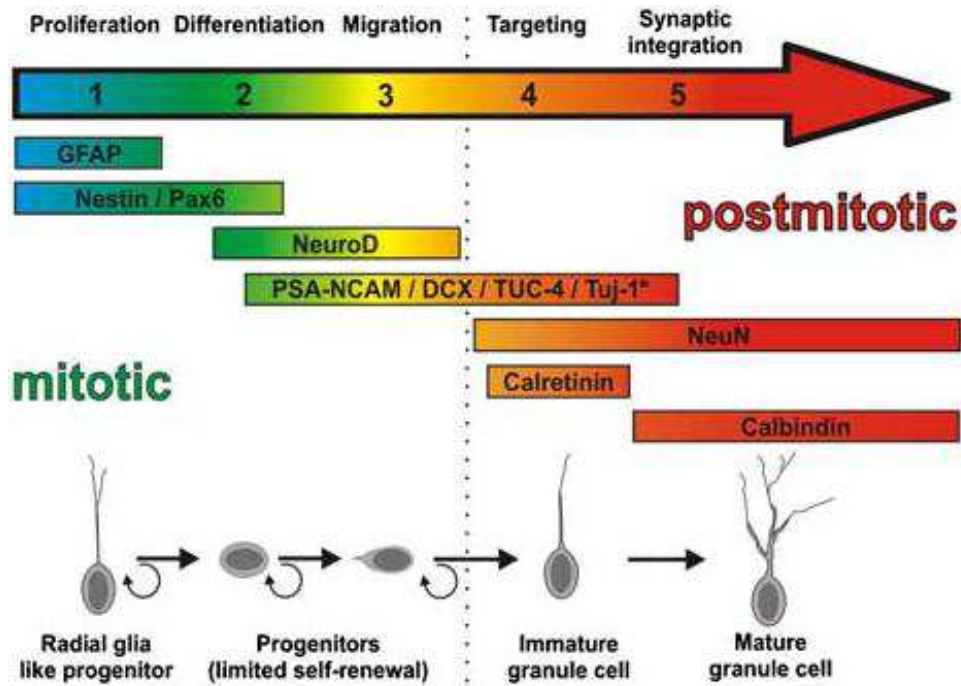 Proliferation Differentiation Migration Targeting Synaptic
integration
1 2 3 4 5
GFAP
Nestin / Pax6
postmitotic
NeuroD
PSA-NCAM / DCX / TUC-4 / Tuj-1*
NeuN
mitotic
Calretinin
Calbindin
Radial glia
like progenitor
Progenitors
(limited self-renewal)
Immature
granule cell
Mature
granule cell